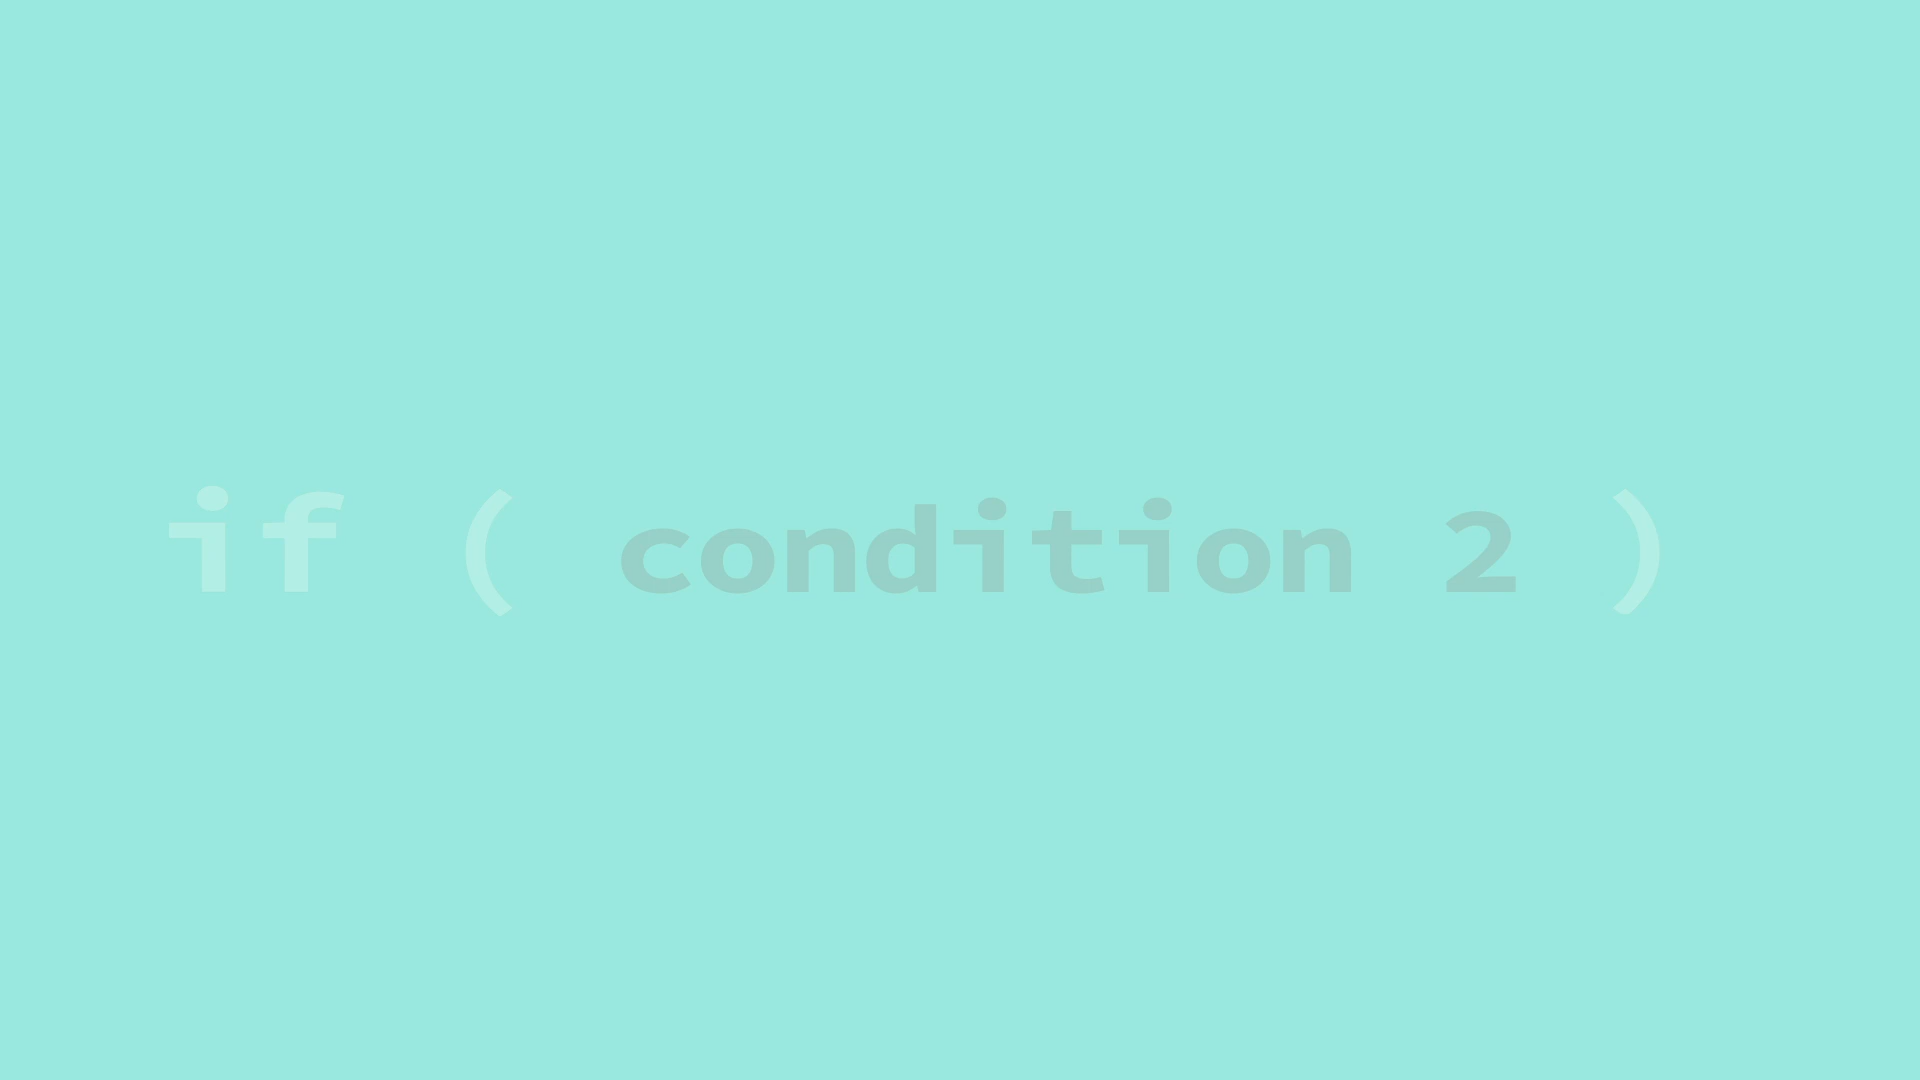 if ( condition 2 )